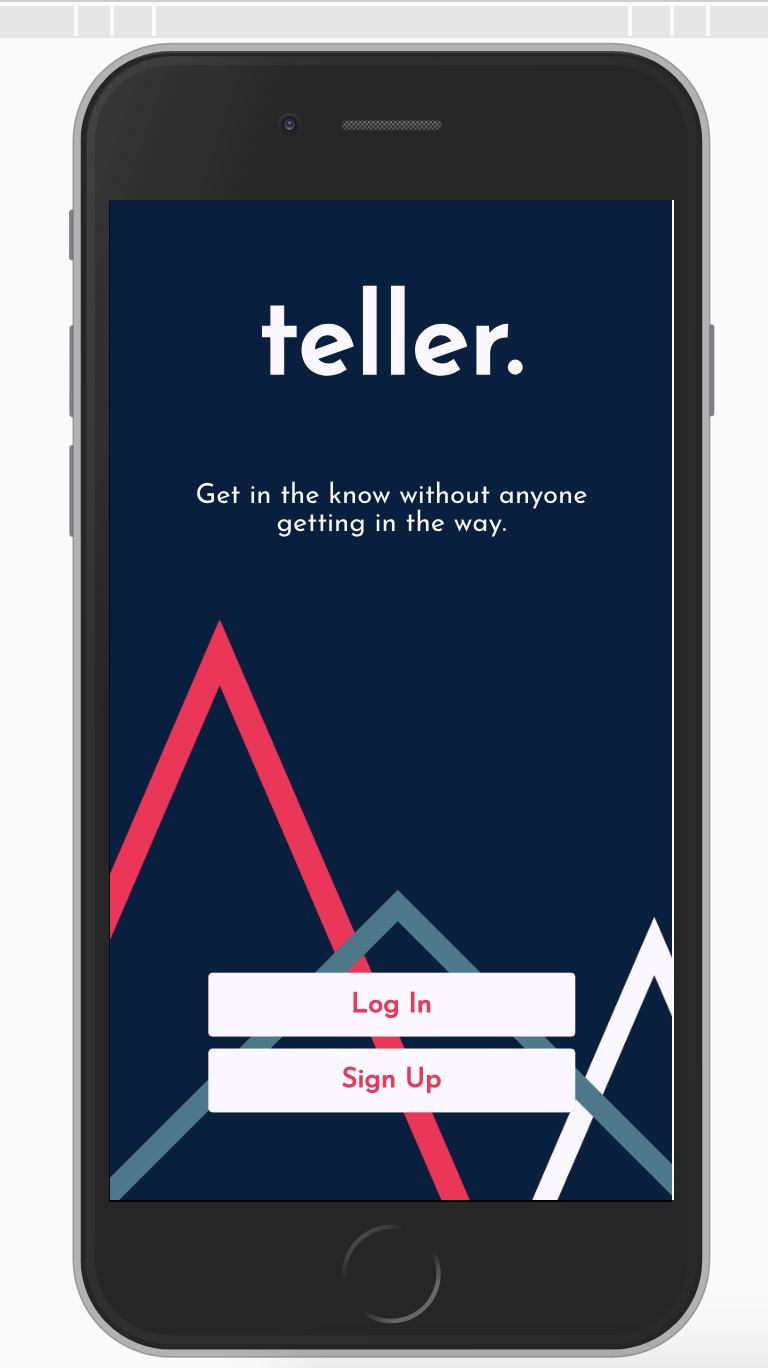 teller.
Get in the know without anyone
getting in the way.
Log In
Sign Up